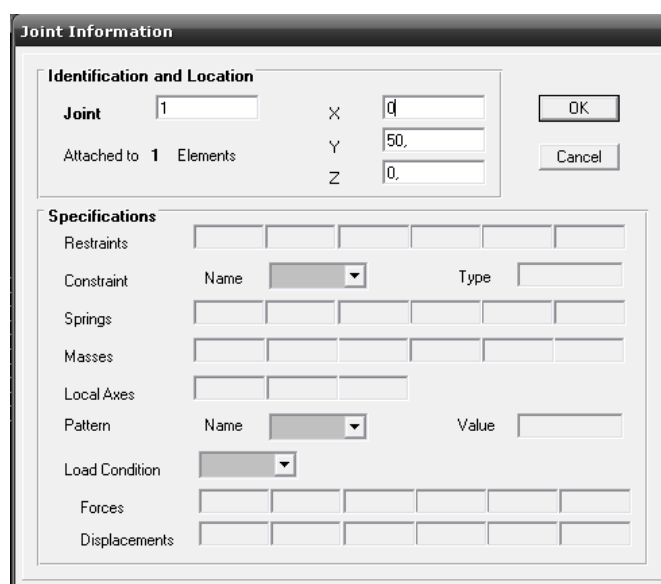 Joint Information
Identification and Location
Joint 1 X 0
OK
Attached to 1 Elements Y 50,
Cancel
Z 0,
Specifications
Restraints
Constraint Name Type
Springs
Masses
Local Axes
Pattern Name Value
Load Condition
Forces
Displacements